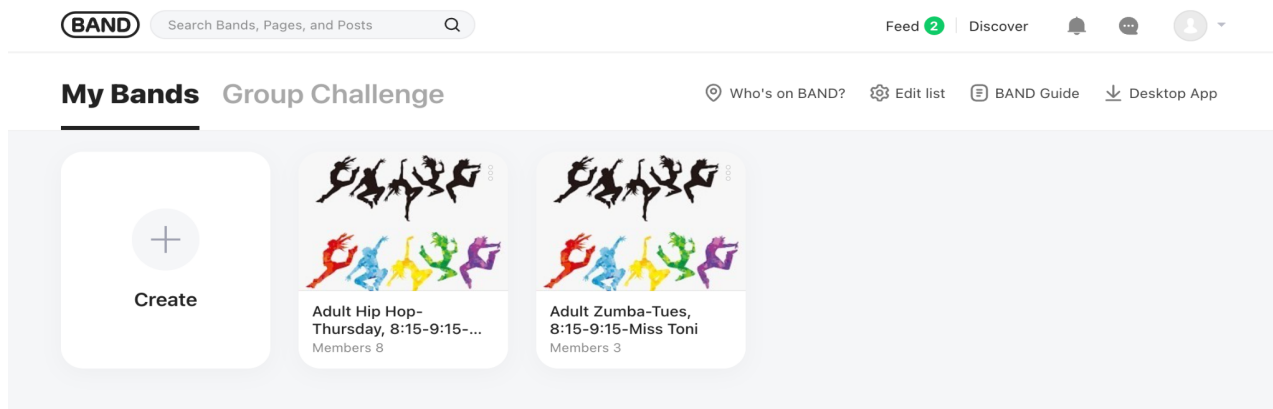 BAND
Search Bands, Pages, and Posts
Feed 2
Discover
My Bands
Group Challenge
Who's on BAND?
Edit list
BAND Guide
Desktop App
Create
Adult Hip Hop-
Thursday, 8:15-9:15-...
Members 8
Adult Zumba-Tues,
8:15-9:15-Miss Toni
Members 3